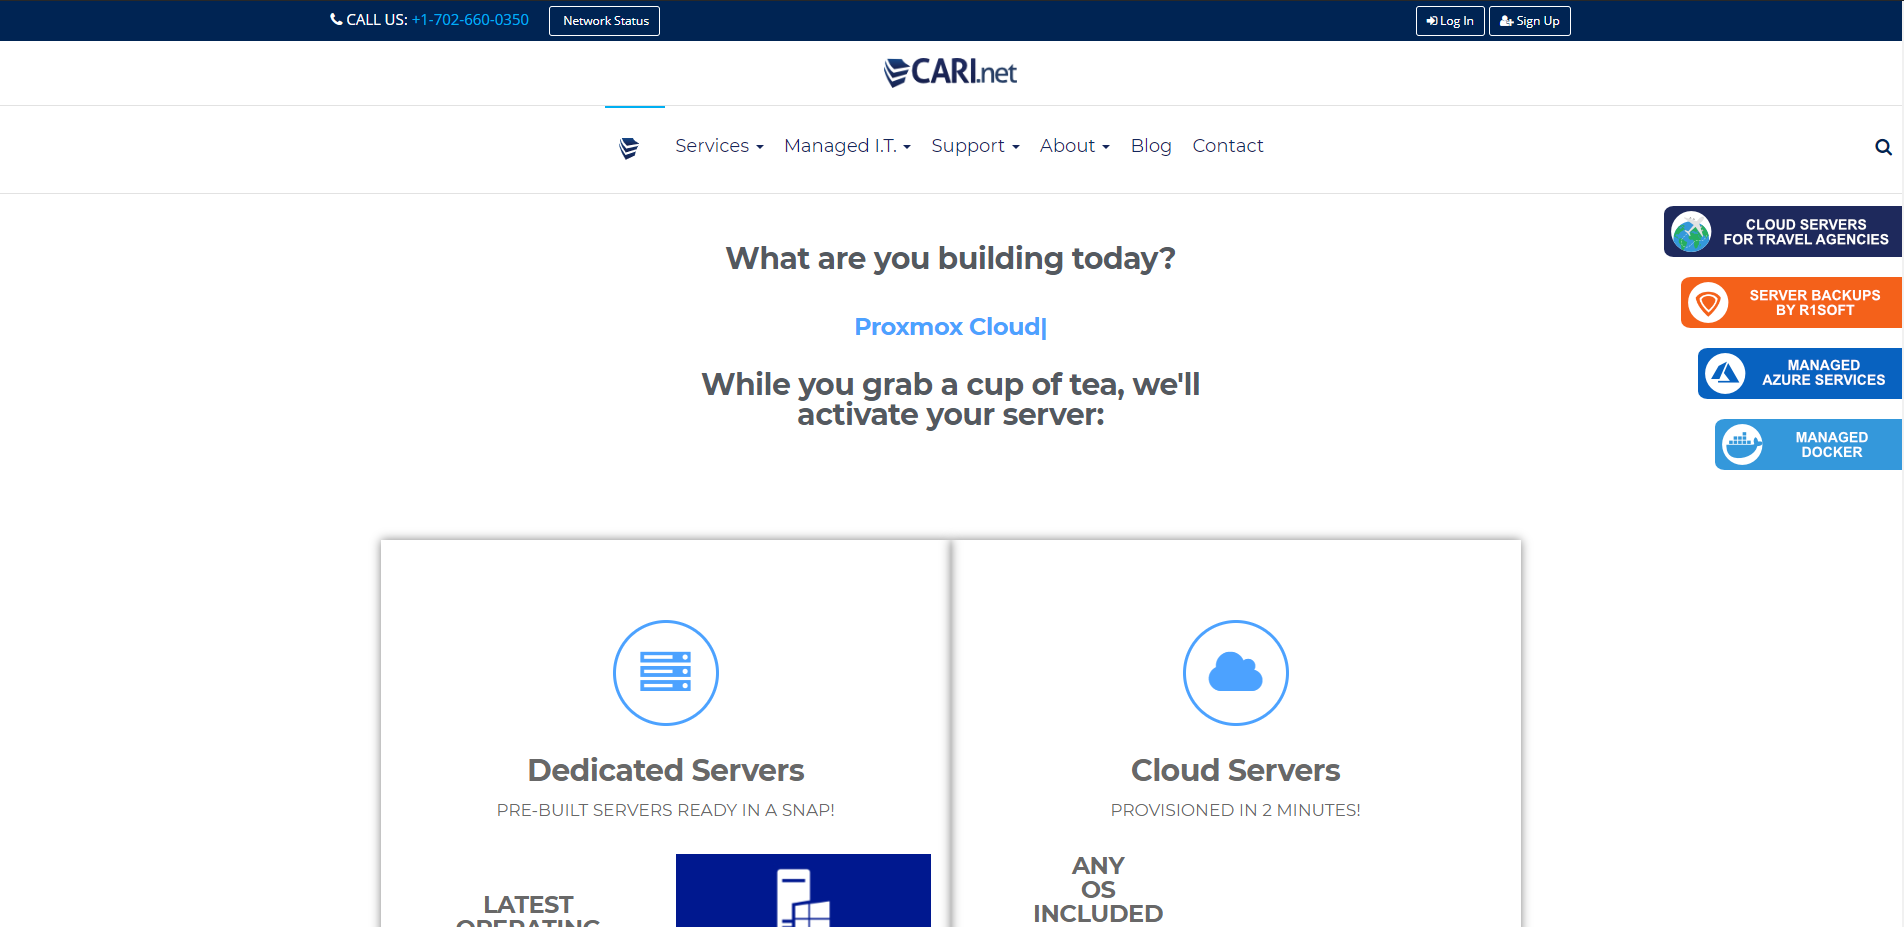 CALL US: +1-702-660-0350
Network Status
Log In
Sign Up
CARI.net
Services
Managed I.T.
Support
About
Blog
Contact
CLOUD SERVERS
FOR TRAVEL AGENCIES
SERVER BACKUPS
BY R1SOFT
MANAGED
AZURE SERVICES
MANAGED
DOCKER
What are you building today?
Proxmox Cloud|
While you grab a cup of tea, we'll
activate your server:
Dedicated Servers
PRE-BUILT SERVERS READY IN A SNAP!
LATEST
OPERATING
Cloud Servers
PROVISIONED IN 2 MINUTES!
ANY
OS
INCLUDED